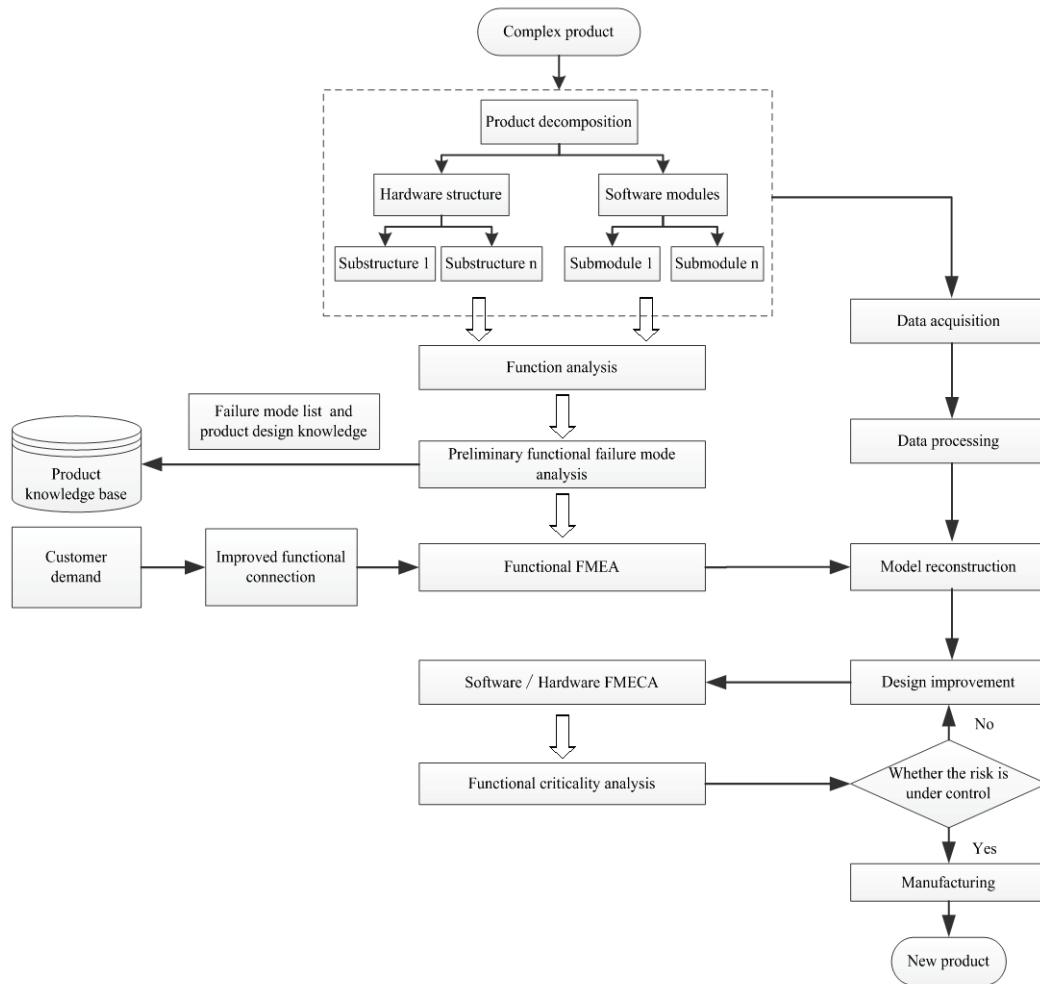 Complex product
Product decomposition
Hardware structure
Software modules
Substructure 1
Substructure n
Submodule 1
Submodule n
Data acquisition
Function analysis
Failure mode list and
product design knowledge
Data processing
Product
knowledge base
Preliminary functional failure mode
analysis
Customer
demand
Improved functional
connection
Functional FMEA
Model reconstruction
Software / Hardware FMECA
Design improvement
No
Functional criticality analysis
Whether the risk is
under control
Yes
Manufacturing
New product